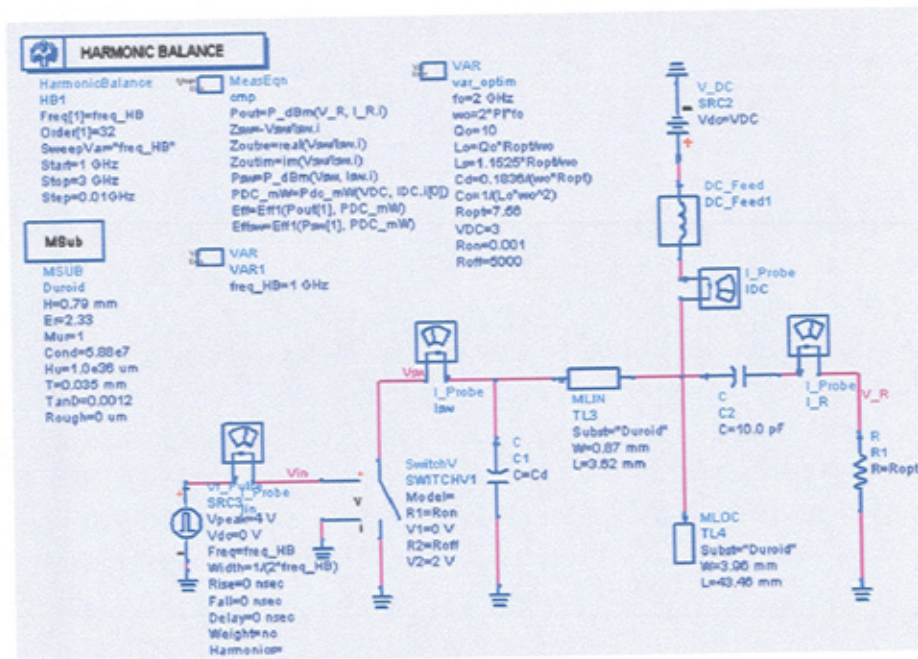 HARMONIC BALANCE
HarmonicBalance
HB1
Freq[1]=freq_HB
Order[1]=32
SweepVar="freq_HB"
Start=1 GHz
Stop=3 GHz
Step=0.01GHz
MeasEqn
cmp
Pout=P_dBm(V_R, I_R.i)
Zsw=-Vsw/Isw.i
Zoutre=real(Vsw/Isw.i)
Zoutim=im(Vsw/Isw.i)
Psw=P_dBm(Vsw, Isw.i)
PDC_mW=Pdc_mW(VDC, IDC.i[0])
Eff=Eff1(Pout[1], PDC_mW)
Effsw=Eff1(Psw[1], PDC_mW)
VAR
VAR1
freq_HB=1 GHz
VAR
var_optim
fo=2 GHz
wo=2*PI*fo
Qo=10
Lo=Qo*Ropt/wo
Ls=1.1525*Ropt/wo
Cd=0.1836/(wo*Ropt)
Co=1/(Lo*wo^2)
Ropt=7.66
VDC=3
Ron=0.001
Roff=5000
V_DC
SRC2
Vdc=VDC
DC_Feed
DC_Feed1
I_Probe
IDC
MSub
MSUB
Duroid
H=0.79 mm
Er=2.33
Mur=1
Cond=5.88e7
Hu=1.0e36 um
T=0.035 mm
TanD=0.0012
Rough=0 um
I_Probe
Isw
MLIN
TL3
Subst="Duroid"
W=0.87 mm
L=3.62 mm
C
C2
C=10.0 pF
I_Probe
I_R
V_R
R
R1
R=Ropt
C
C1
C=Cd
Vin
I_Probe
SRC3
Vpeak=4 V
Vdc=0 V
Freq=freq_HB
Width=1/(2*freq_HB)
Rise=0 nsec
Fall=0 nsec
Delay=0 nsec
Weight=no
Harmonics=
SwitchV
SWITCHV1
Model=
R1=Ron
V1=0 V
R2=Roff
V2=2 V
MLOC
TL4
Subst="Duroid"
W=3.96 mm
L=43.46 mm